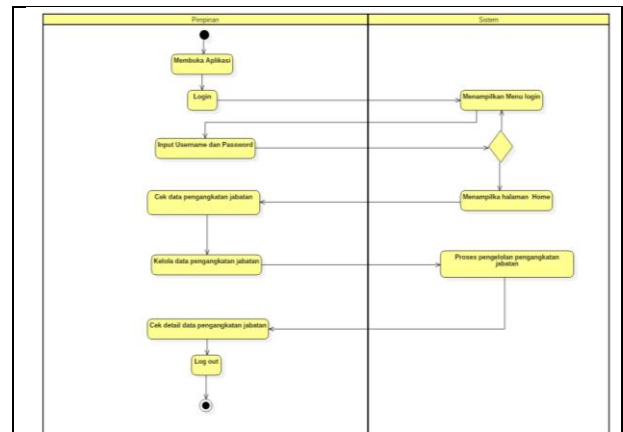 Pimpinan
Sistem
Membuka Aplikasi
Login
Menampilkan Menu login
Input Username dan Password
Cek data pengangkatan jabatan
Menampilka halaman Home
Kelola data pengangkatan jabatan
Proses pengelolan pengangkatan
jabatan
Cek detail data pengangkatan jabatan
Log out